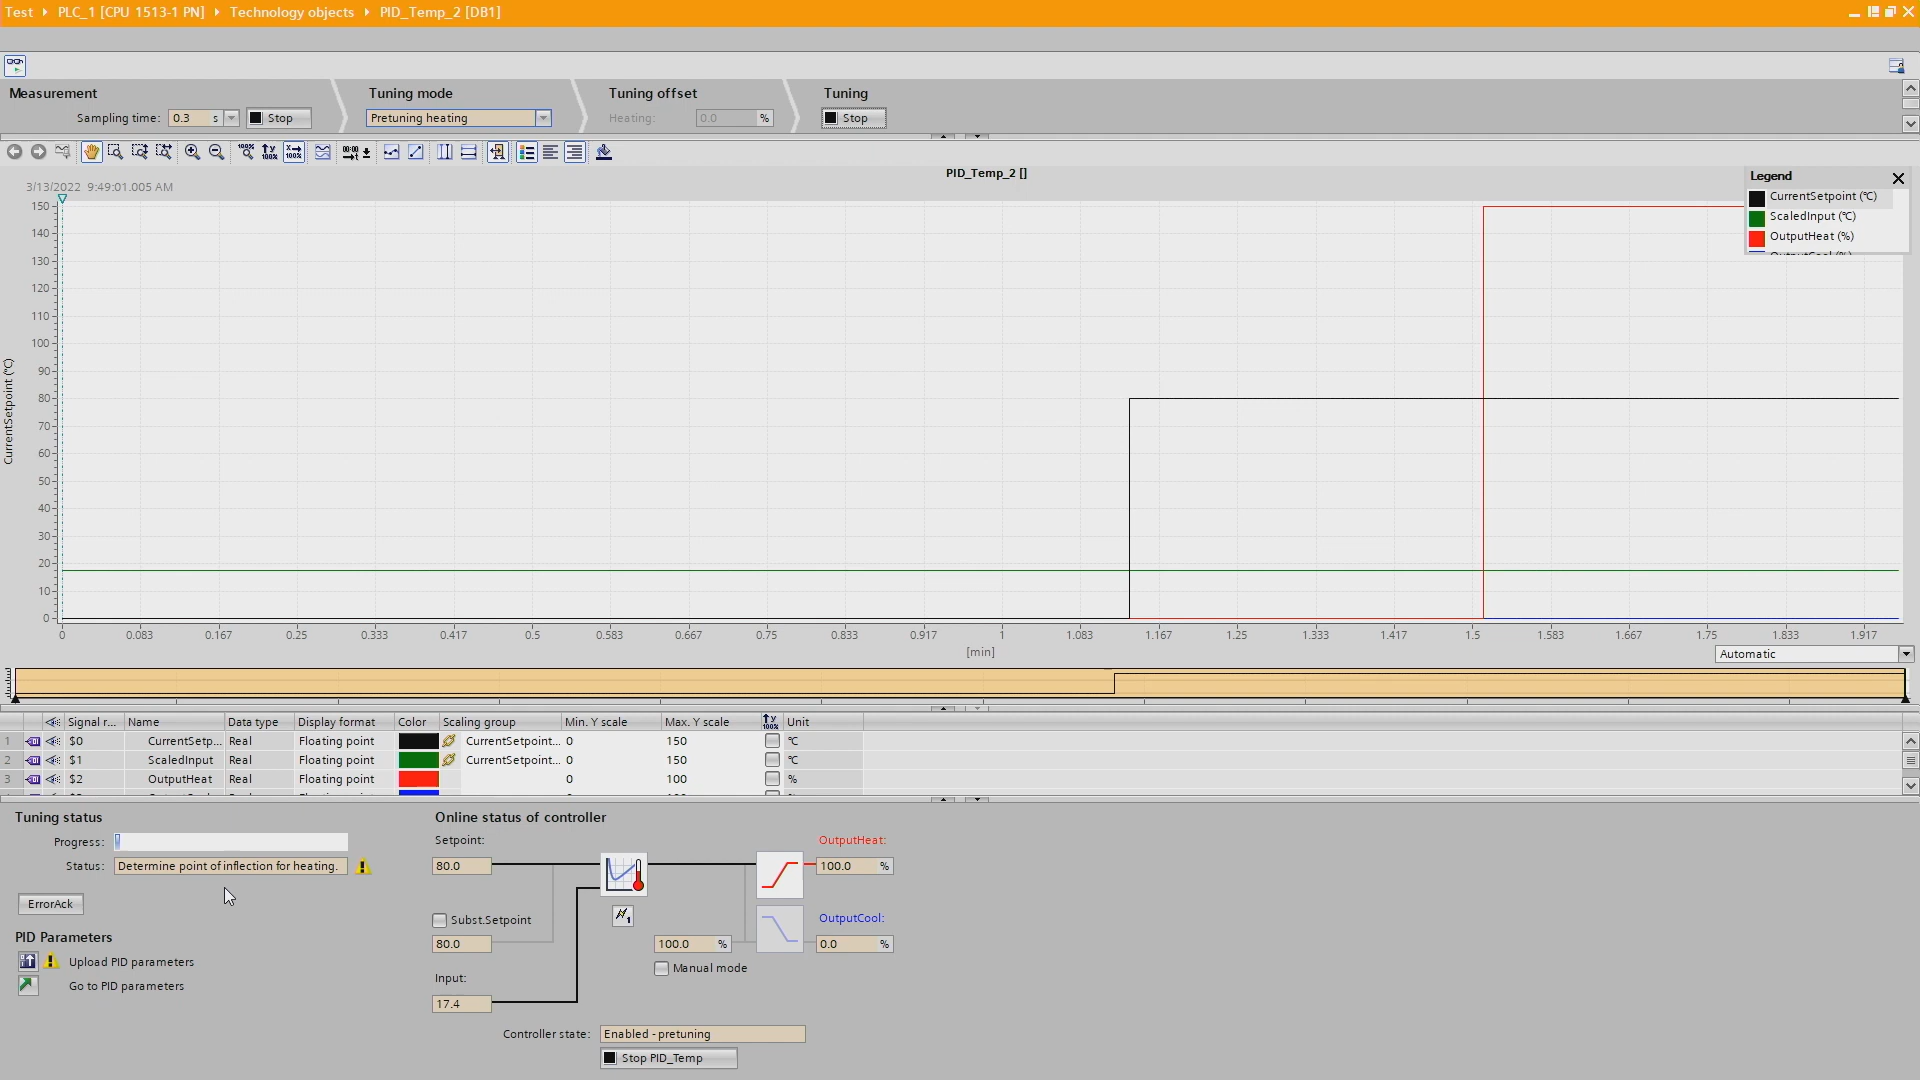 Test ▸ PLC_1 [CPU 1513-1 PN] ▸ Technology objects ▸ PID_Temp_2 [DB1]
Measurement
Tuning mode
Tuning offset
Tuning
Sampling time: 0.3 s Stop
Pretuning heating
Heating: 0.0 %
Stop
PID_Temp_2 []
3/13/2022 9:49:01.005 AM
Legend
CurrentSetpoint (°C)
ScaledInput (°C)
OutputHeat (%)
OutputCool (%)
CurrentSetpoint (°C)
150
140
130
120
110
100
90
80
70
60
50
40
30
20
10
0
0 0.083 0.167 0.25 0.333 0.417 0.5 0.583 0.667 0.75 0.833 0.917 1 1.083 1.167 1.25 1.333 1.417 1.5 1.583 1.667 1.75 1.833 1.917
[min]
Automatic
Signal r... Name Data type Display format Color Scaling group Min. Y scale Max. Y scale Unit
1 $0 CurrentSetp... Real Floating point CurrentSetpoint... 0 150 °C
2 $1 ScaledInput Real Floating point CurrentSetpoint... 0 150 °C
3 $2 OutputHeat Real Floating point 0 100 %
Tuning status
Progress:
Status: Determine point of inflection for heating.
ErrorAck
PID Parameters
Upload PID parameters
Go to PID parameters
Online status of controller
Setpoint:
80.0
Subst.Setpoint
80.0
Input:
17.4
100.0 %
Manual mode
OutputHeat:
100.0 %
OutputCool:
0.0 %
Controller state: Enabled - pretuning
Stop PID_Temp